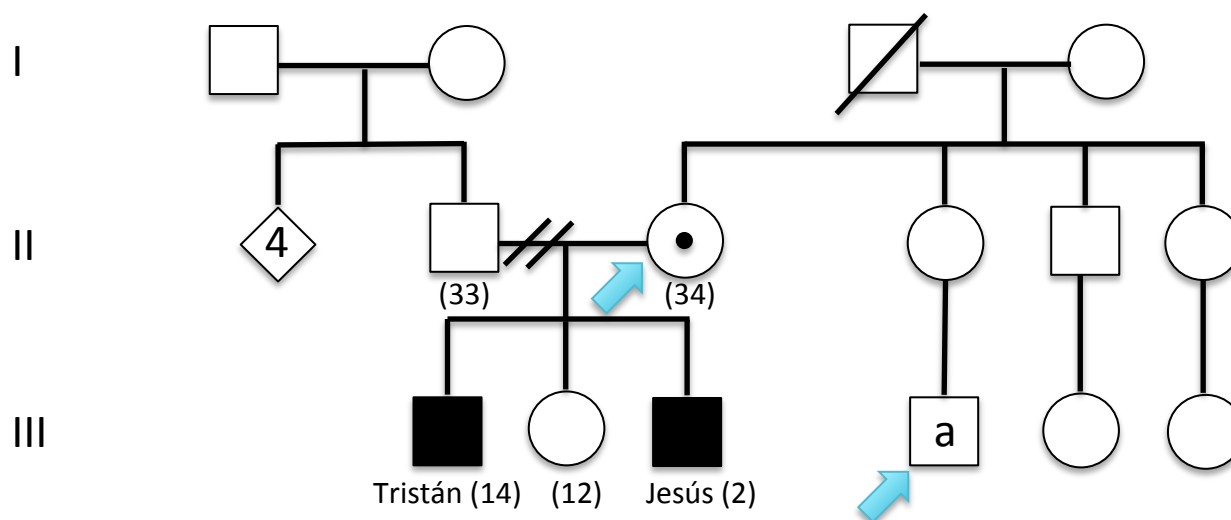 I
II
4
(33)
(34)
III
a
Tristán (14)
(12)
Jesús (2)